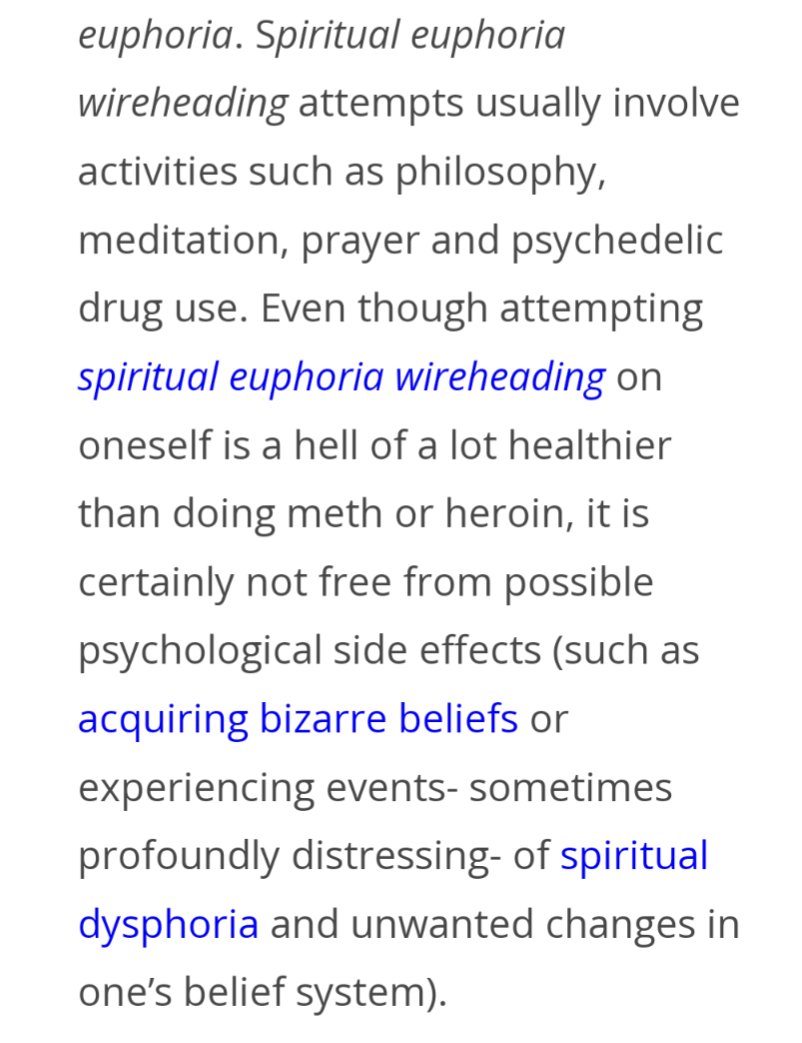 euphoria. Spiritual euphoria
wireheading attempts usually involve
activities such as philosophy,
meditation, prayer and psychedelic
drug use. Even though attempting
spiritual euphoria wireheading on
oneself is a hell of a lot healthier
than doing meth or heroin, it is
certainly not free from possible
psychological side effects (such as
acquiring bizarre beliefs or
experiencing events- sometimes
profoundly distressing- of spiritual
dysphoria and unwanted changes in
one’s belief system).